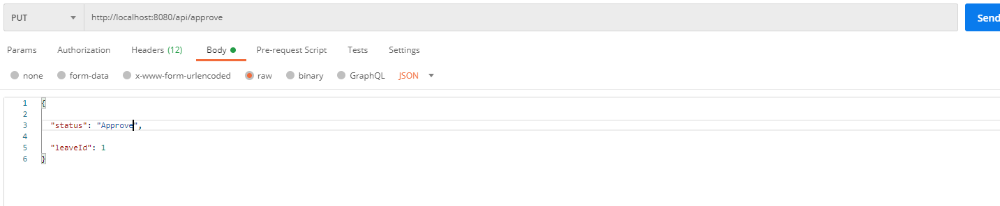 PUT http://localhost:8080/api/approve Send
Params Authorization Headers (12) Body Pre-request Script Tests Settings
none form-data x-www-form-urlencoded raw binary GraphQL JSON
1 {
2
3 "status": "Approve",
4
5 "leaveId": 1
6 }